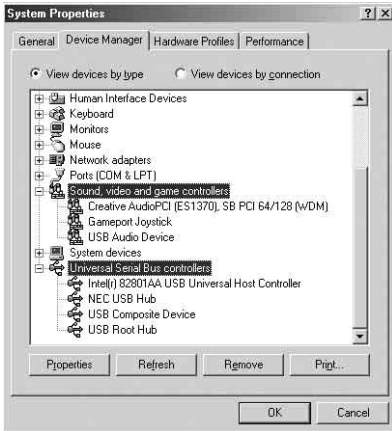 System Properties
General Device Manager Hardware Profiles Performance
View devices by type View devices by connection
Human Interface Devices
Keyboard
Monitors
Mouse
Network adapters
Ports (COM & LPT)
Sound, video and game controllers
Creative AudioPCI (ES1370), SB PCI 64/128 (WDM)
Gameport Joystick
USB Audio Device
System devices
Universal Serial Bus controllers
Intel(r) 82801AA USB Universal Host Controller
NEC USB Hub
USB Composite Device
USB Root Hub
Properties Refresh Remove Print...
OK Cancel